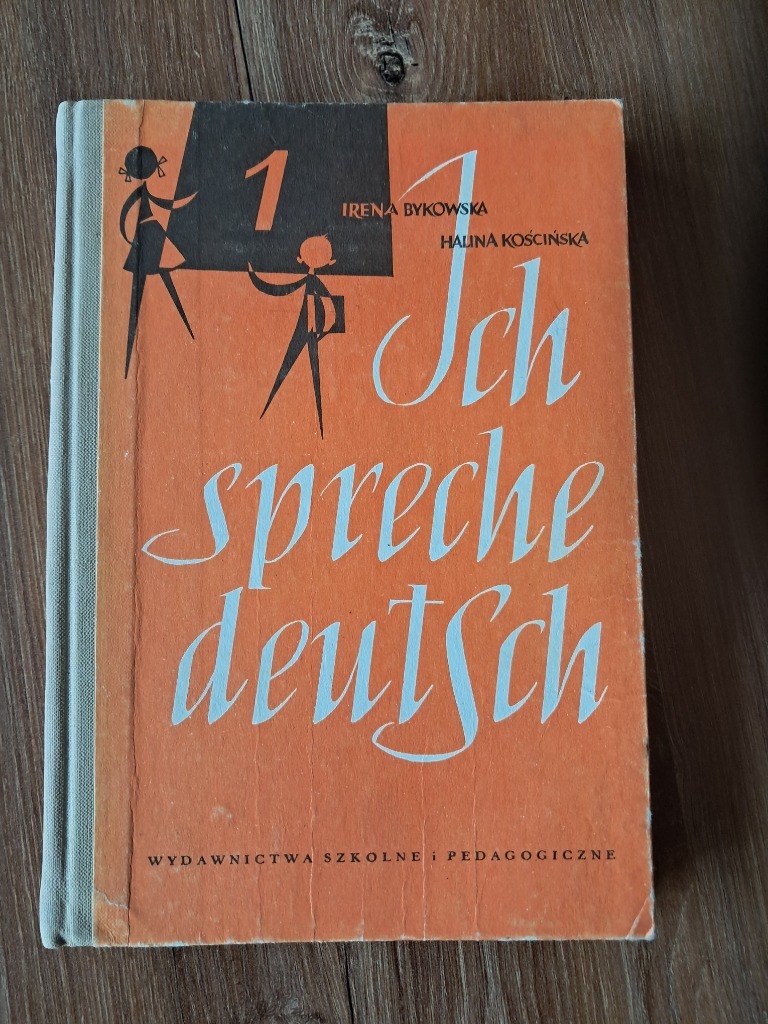 1
IRENA BYKOWSKA
HALINA KOŚCIŃSKA
Ich
spreche
deutsch
WYDAWNICTWA SZKOLNE i PEDAGOGICZNE